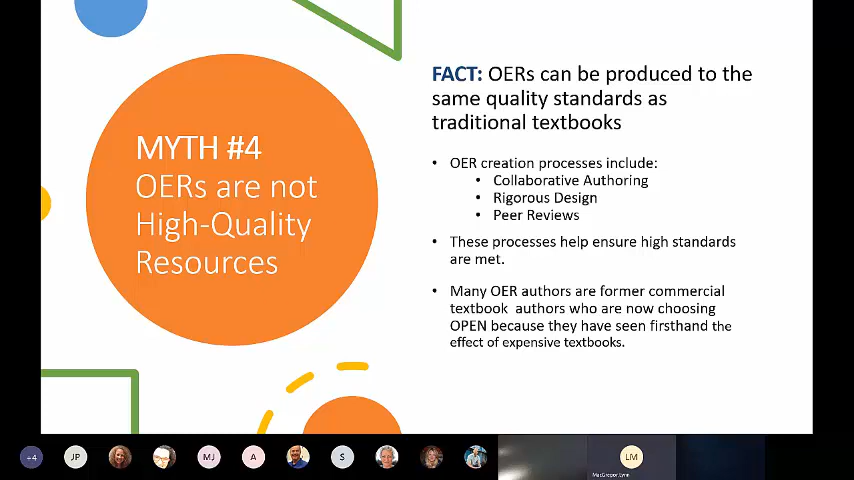 MYTH #4
OERs are not
High-Quality
Resources
FACT: OERs can be produced to the
same quality standards as
traditional textbooks
• OER creation processes include:
• Collaborative Authoring
• Rigorous Design
• Peer Reviews
• These processes help ensure high standards
are met.
• Many OER authors are former commercial
textbook authors who are now choosing
OPEN because they have seen firsthand the
effect of expensive textbooks.
+4 JP MJ A S LM
MacGregor, Lynn